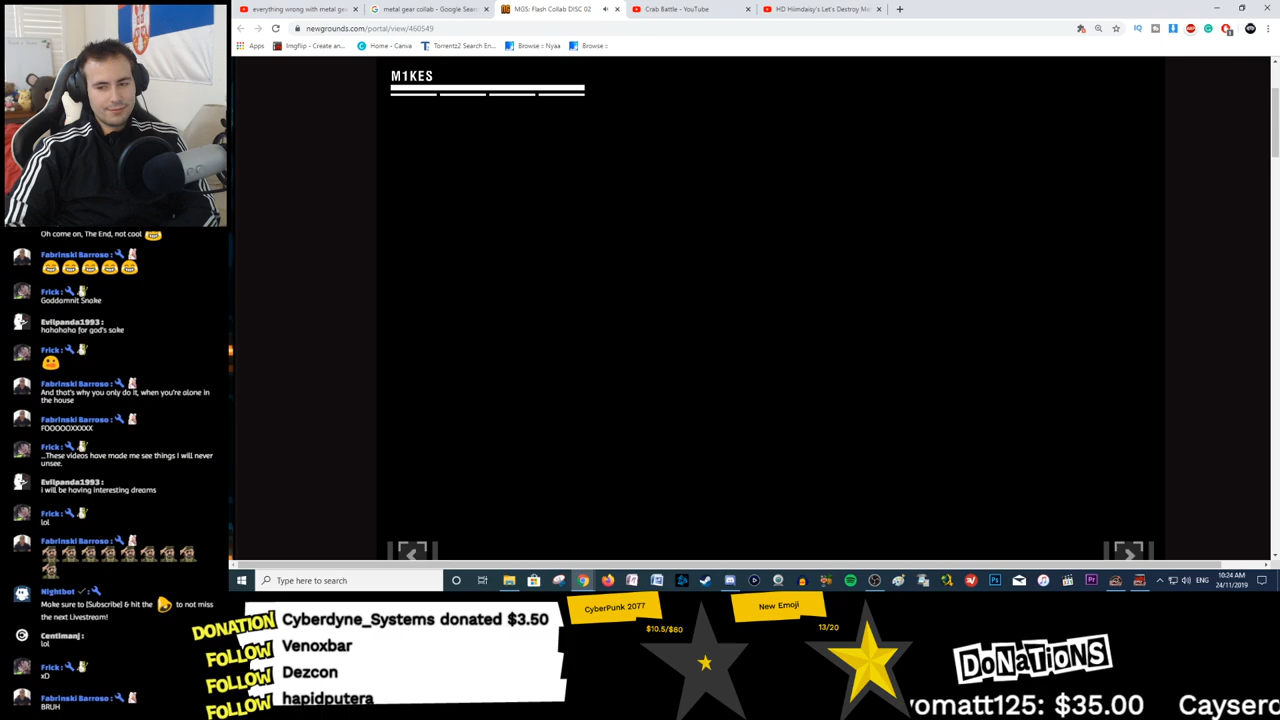 everything wrong with metal ge
metal gear collab - Google Sear
MGS: Flash Collab DISC 02
Crab Battle - YouTube
HD Hiimdaisy's Let's Destroy M
newgrounds.com/portal/view/460549
Apps
Imgflip - Create an...
Home - Canva
Torrentz2 Search En...
Browse :: Nyaa
Browse ::
M1KES
Oh come on, The End, not cool
Fabrinski Barroso :
Frick :
Goddamnit Snake
Evilpanda1993 :
hahahaha for god's sake
Frick :
Fabrinski Barroso :
And that's why you only do it, when you're alone in
the house
Fabrinski Barroso :
FOOOOOXXXXX
Frick :
...These videos have made me see things I will never
unsee.
Evilpanda1993 :
i will be having interesting dreams
Frick :
lol
Fabrinski Barroso :
Nightbot
Make sure to [Subscribe] & hit the to not miss
the next Livestream!
Centimanj :
lol
Frick :
xD
Fabrinski Barroso :
BRUH
Type here to search
ENG
10:24 AM
24/11/2019
DONATION Cyberdyne_Systems donated $3.50
FOLLOW Venoxbar
FOLLOW Dezcon
FOLLOW hapidputera
CyberPunk 2077
$10.5/$80
New Emoji
13/20
DONATIONS
omatt125: $35.00 Cayser